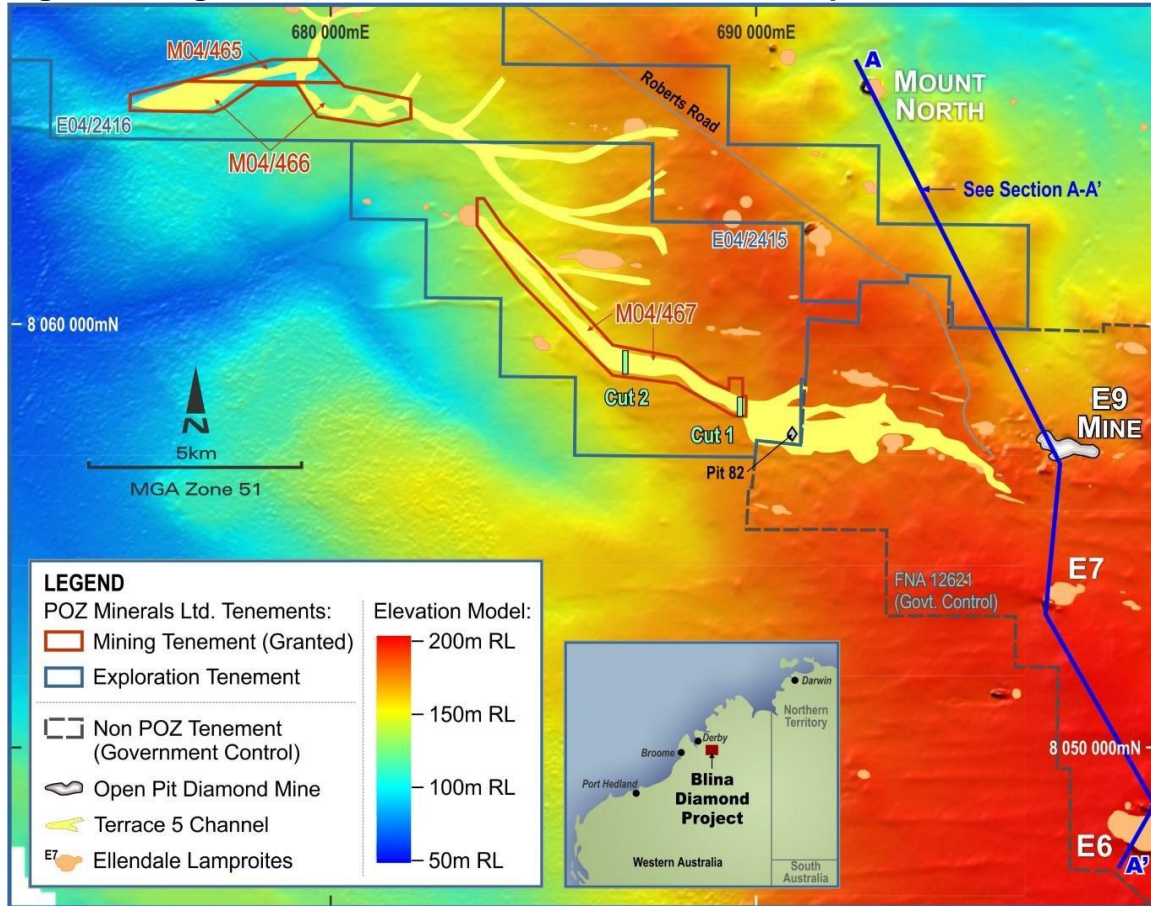 680 000mE
690 000mE
M04/465
E04/2416
M04/466
Roberts Road
A
MOUNT
NORTH
See Section A-A'
E04/2415
8 060 000mN
M04/467
N
5km
MGA Zone 51
Cut 2
Cut 1
Pit 82
E9
MINE
FNA 12621
(Govt. Control)
E7
8 050 000mN
E6
A'
LEGEND
POZ Minerals Ltd. Tenements:
Mining Tenement (Granted)
Exploration Tenement
Non POZ Tenement
(Government Control)
Open Pit Diamond Mine
Terrace 5 Channel
E7
Ellendale Lamproites
Elevation Model:
200m RL
150m RL
100m RL
50m RL
Darwin
Northern
Territory
Derby
Broome
Port Hedland
Blina
Diamond
Project
Western Australia
South
Australia